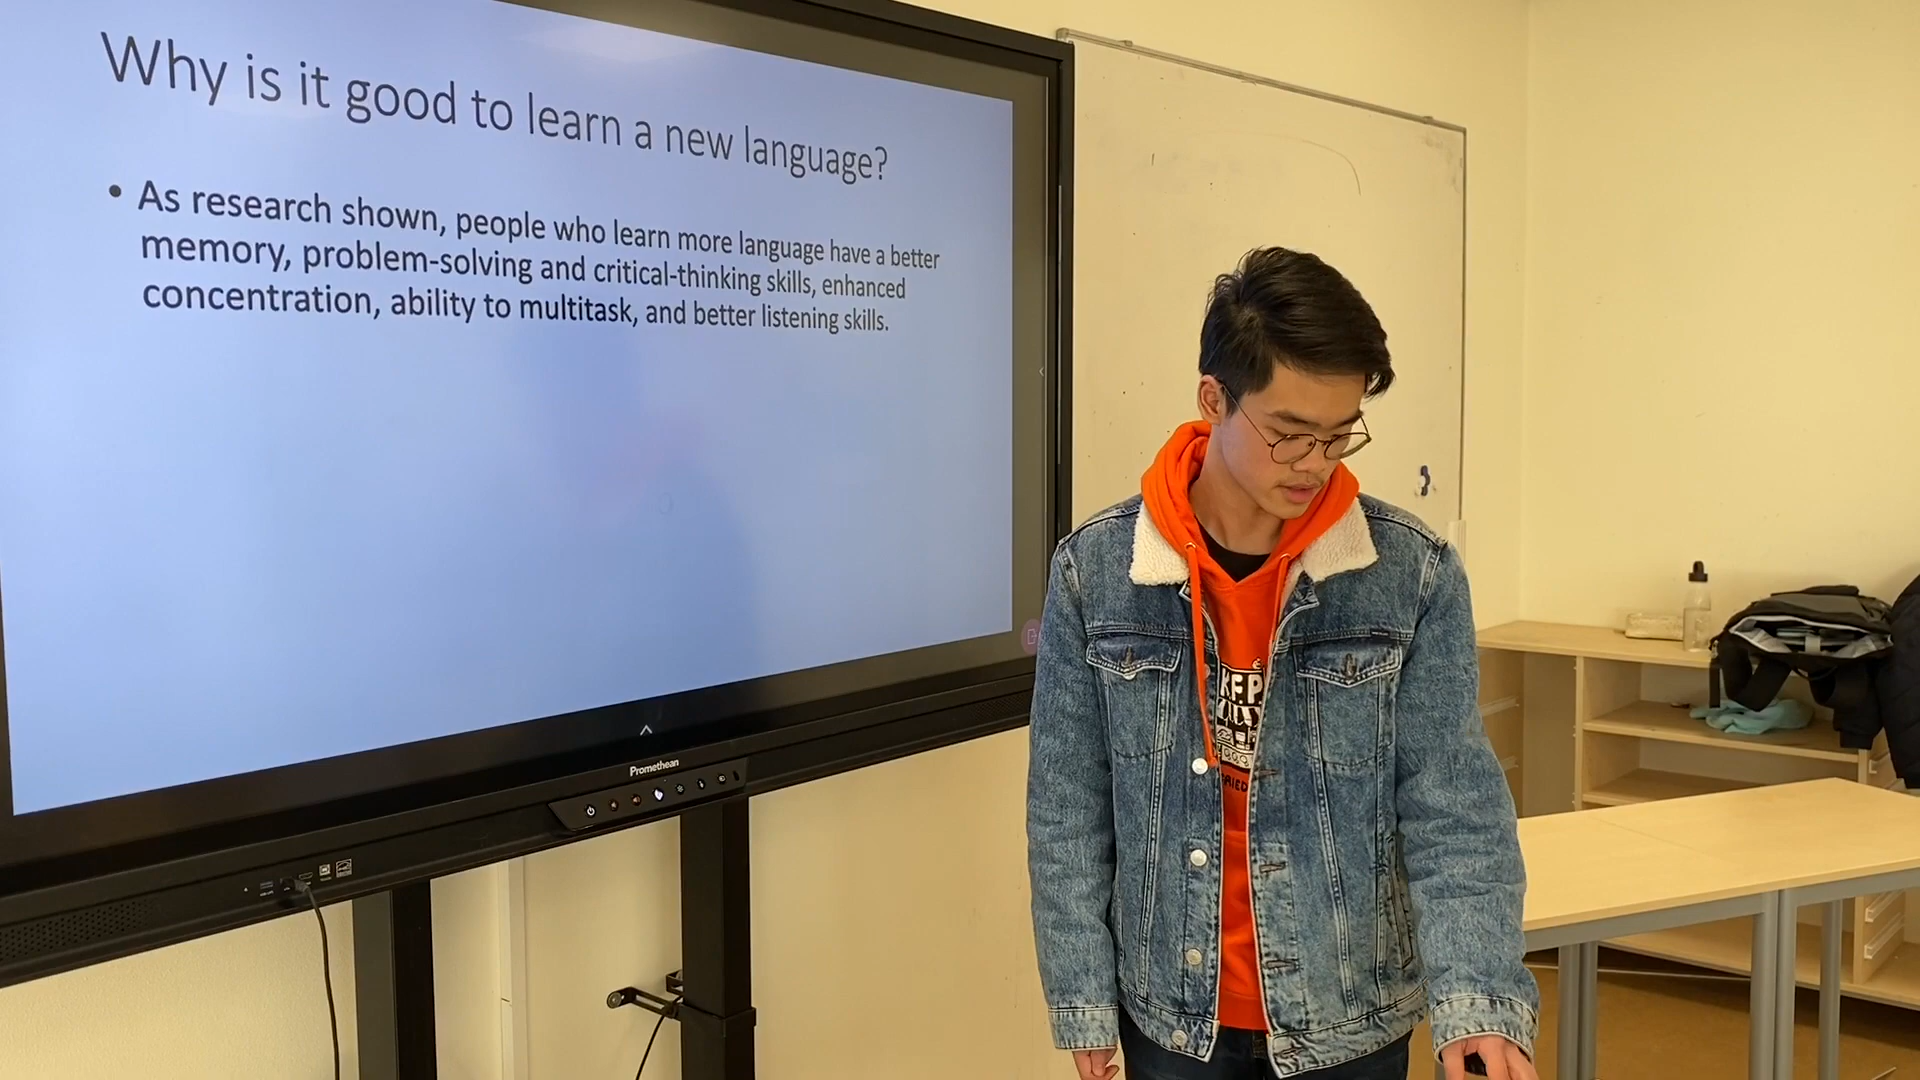 Why is it good to learn a new language?
• As research shown, people who learn more language have a better
memory, problem-solving and critical-thinking skills, enhanced
concentration, ability to multitask, and better listening skills.
Promethean